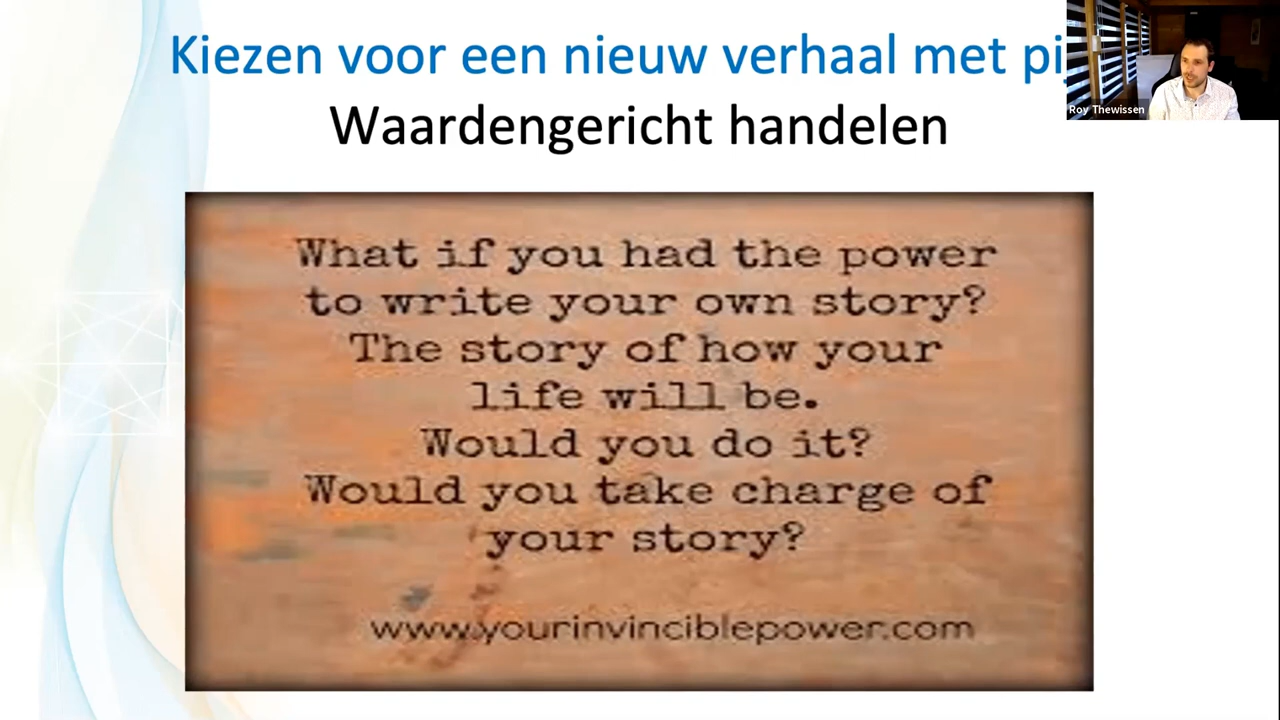 Kiezen voor een nieuw verhaal met
Roy Thewissen
Waardengericht handelen
What if you had the power
to write your own story?
The story of how your
life will be.
Would you do it?
Would you take charge of
your story?
www.yourinvinciblepower.com